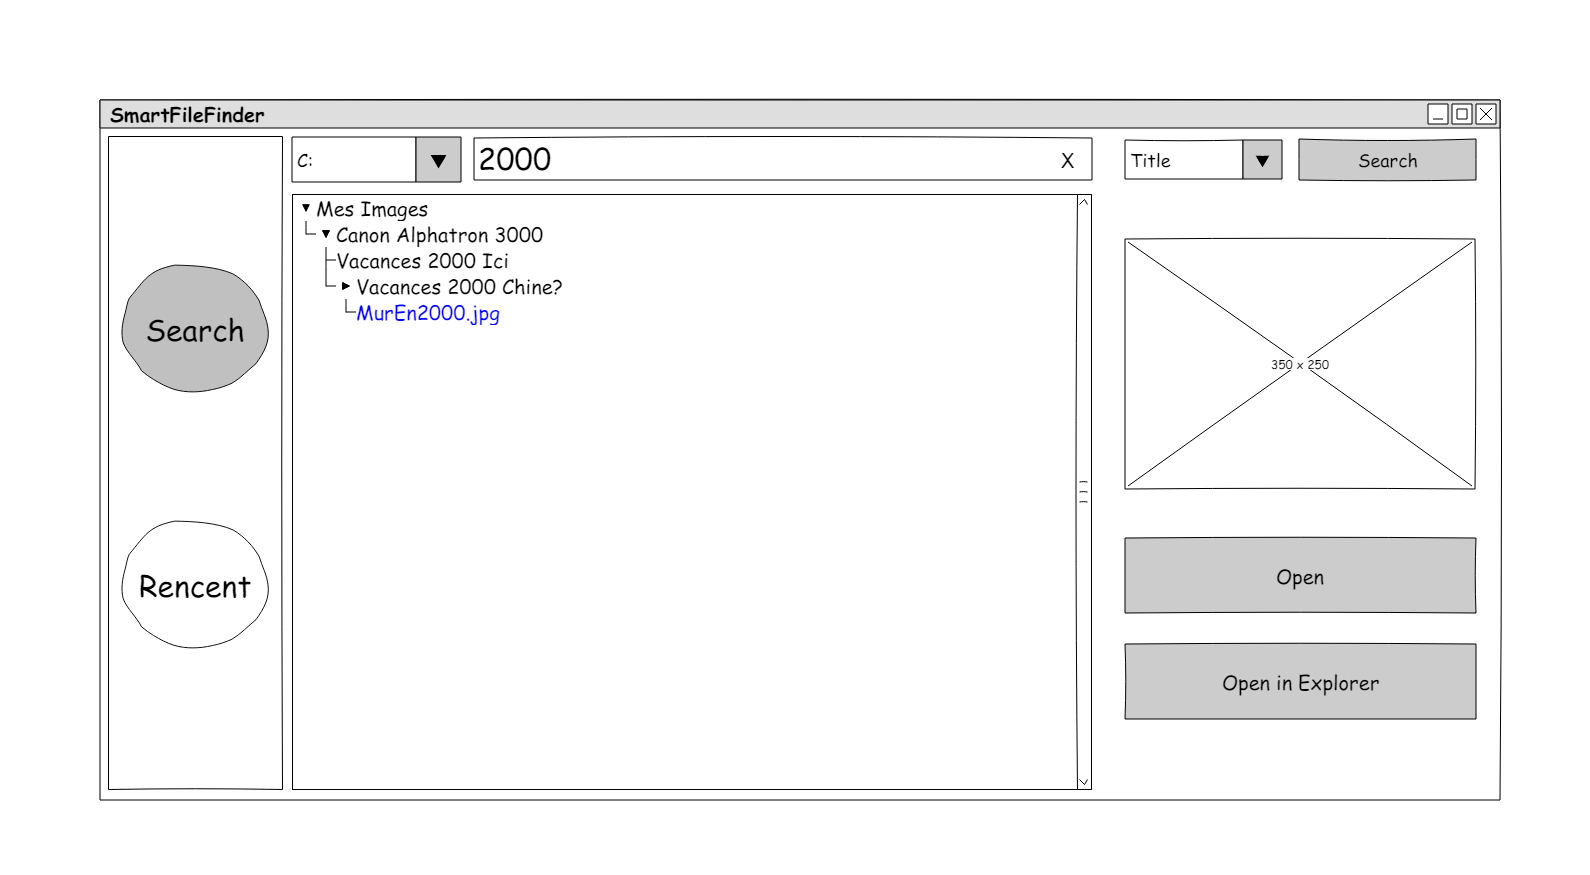 SmartFileFinder
C:
2000
X
Title
Search
Mes Images
Canon Alphatron 3000
Vacances 2000 Ici
Vacances 2000 Chine?
MurEn2000.jpg
Search
Rencent
350 x 250
Open
Open in Explorer